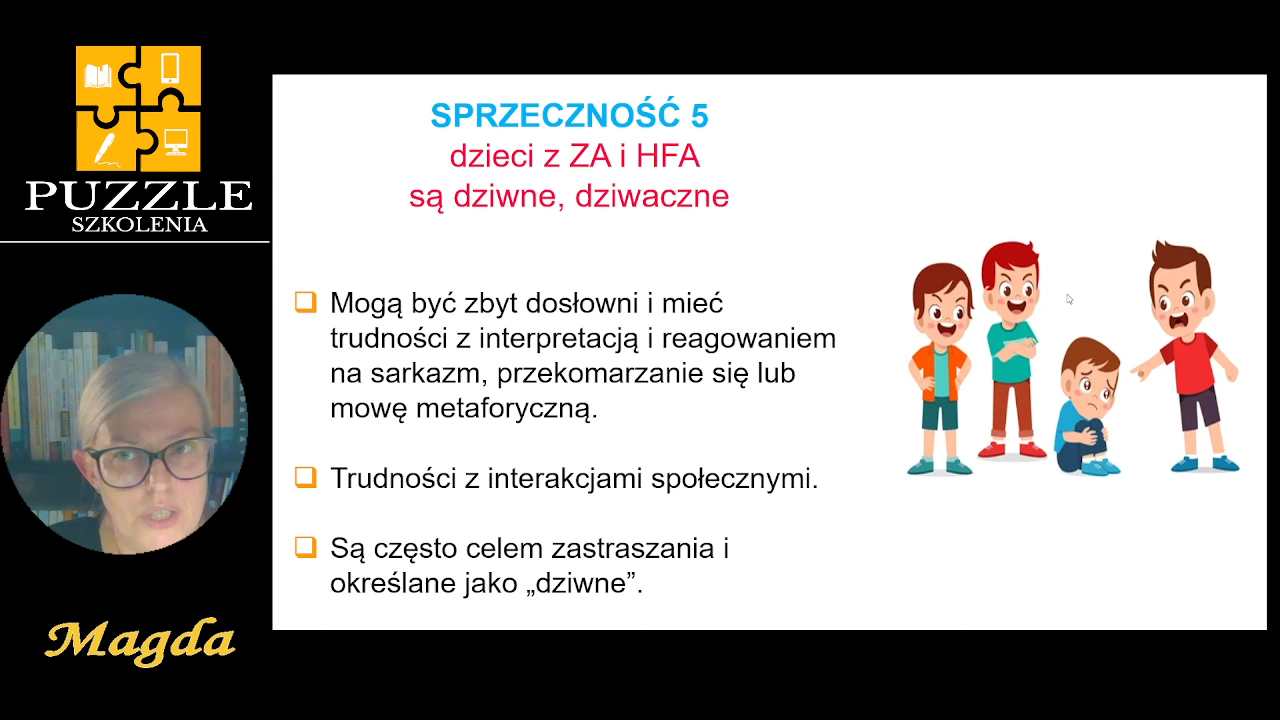 PUZZLE
SZKOLENIA
Magda
SPRZECZNOŚĆ 5
dzieci z ZA i HFA
są dziwne, dziwaczne
Mogą być zbyt dosłowni i mieć
trudności z interpretacją i reagowaniem
na sarkazm, przekomarzanie się lub
mowę metaforyczną.
Trudności z interakcjami społecznymi.
Są często celem zastraszania i
określane jako „dziwne”.